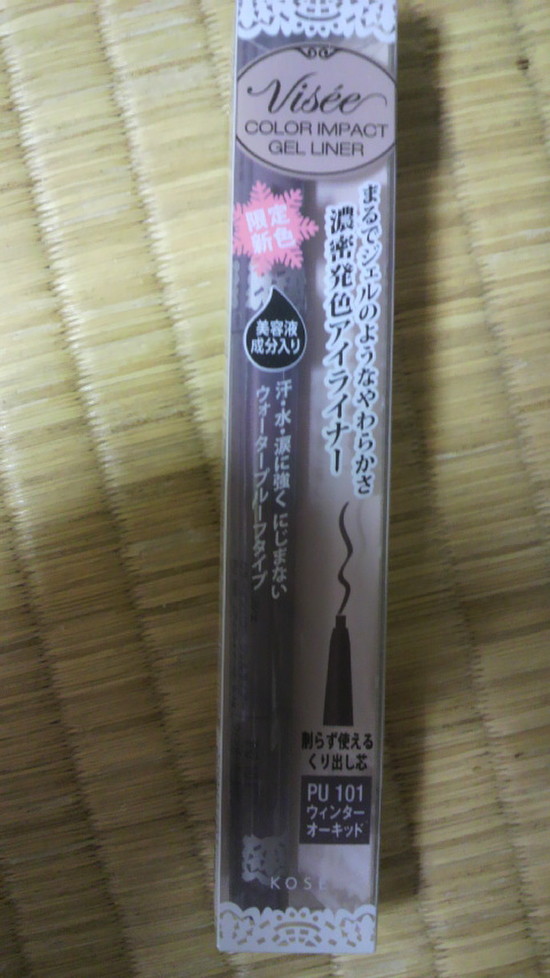 Visée
COLOR IMPACT
GEL LINER
まるでジェルのようなやわらかさ
濃密発色アイライナー
限定
新色
美容液
成分入り
汗・水・涙に強く にじまない
ウォータープルーフタイプ
削らず使える
くり出し芯
PU 101
ウィンター
オーキッド
KOSÉ